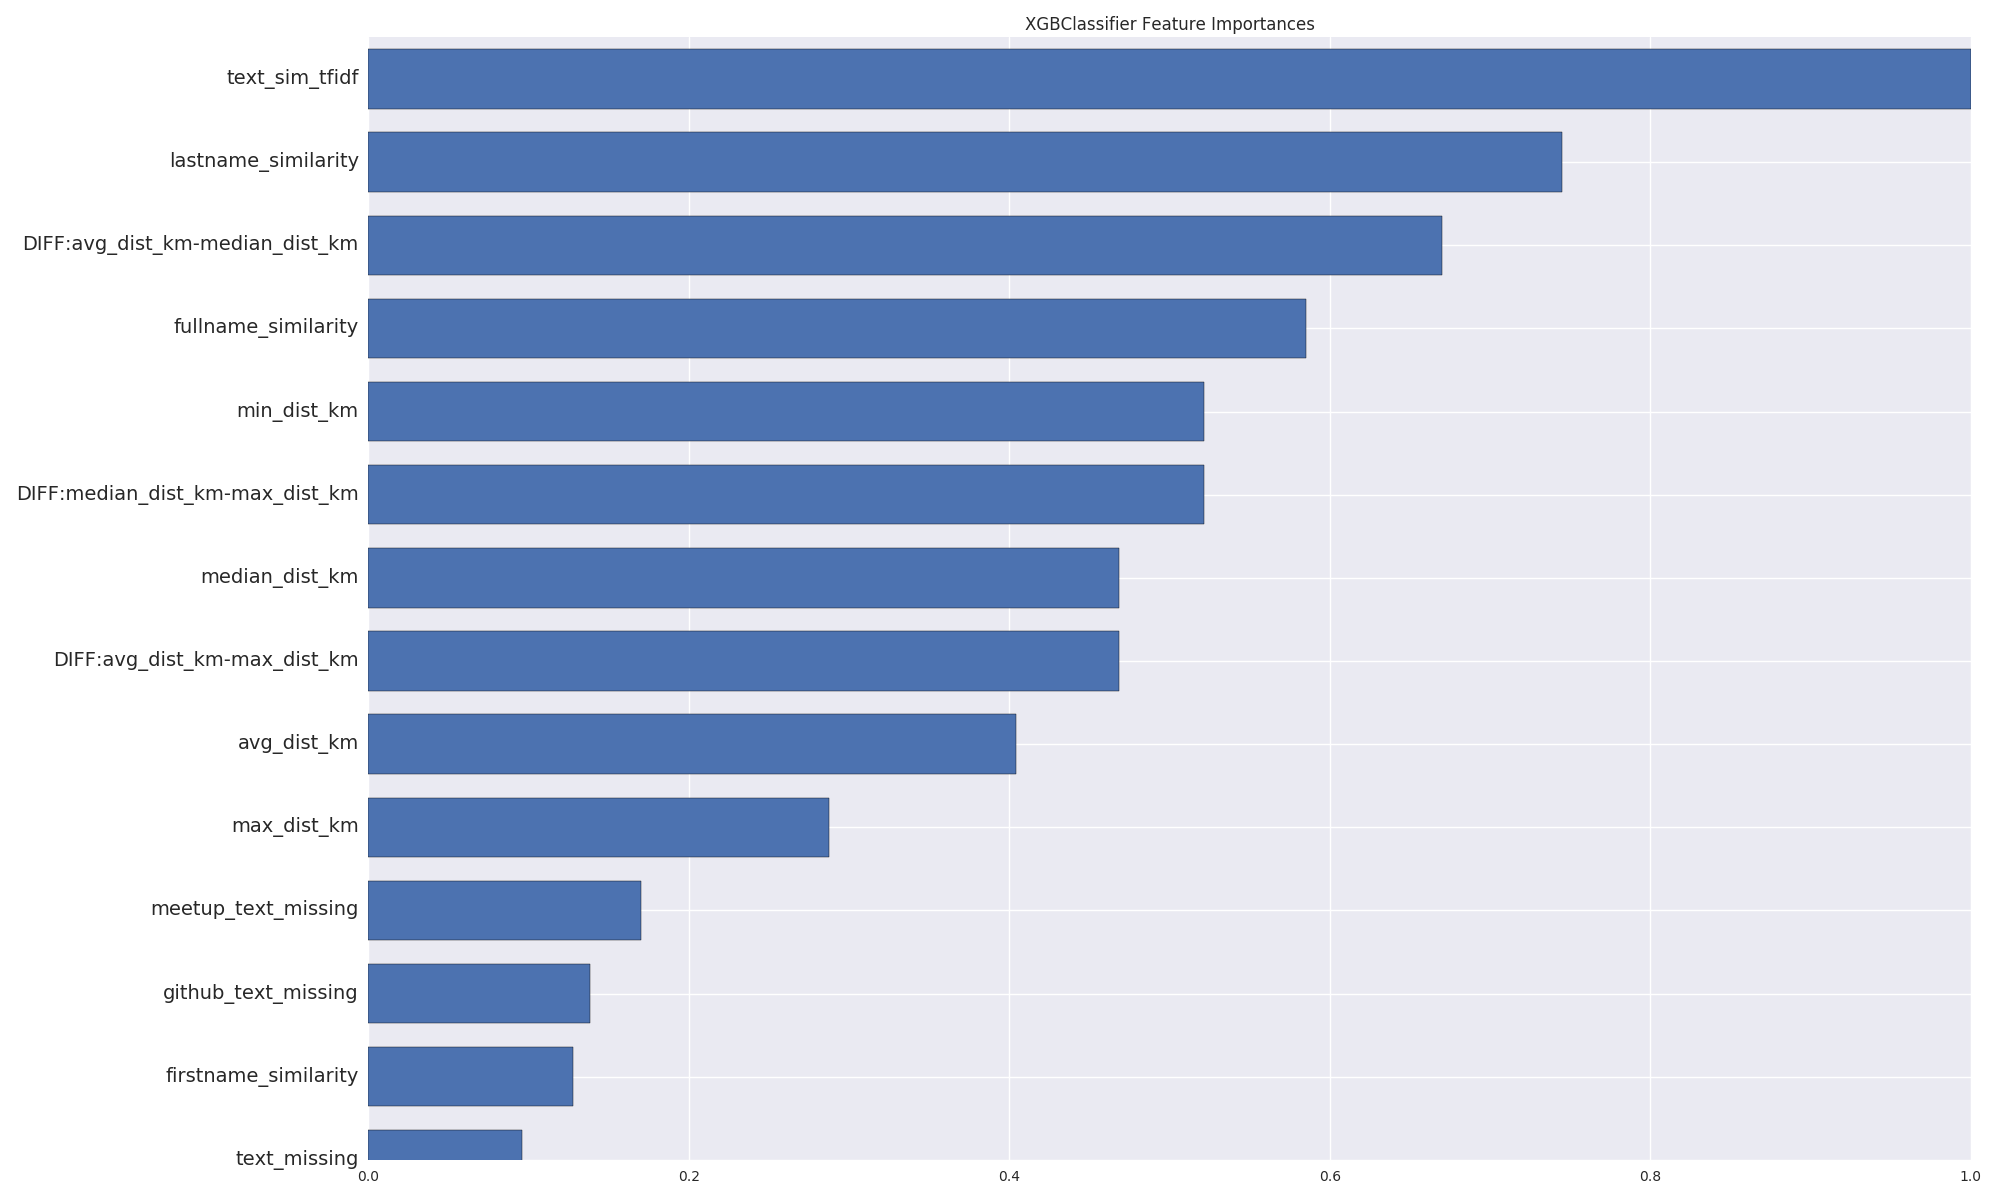 XGBClassifier Feature Importances
text_sim_tfidf
lastname_similarity
DIFF:avg_dist_km-median_dist_km
fullname_similarity
min_dist_km
DIFF:median_dist_km-max_dist_km
median_dist_km
DIFF:avg_dist_km-max_dist_km
avg_dist_km
max_dist_km
meetup_text_missing
github_text_missing
firstname_similarity
text_missing
0.0 0.2 0.4 0.6 0.8 1.0